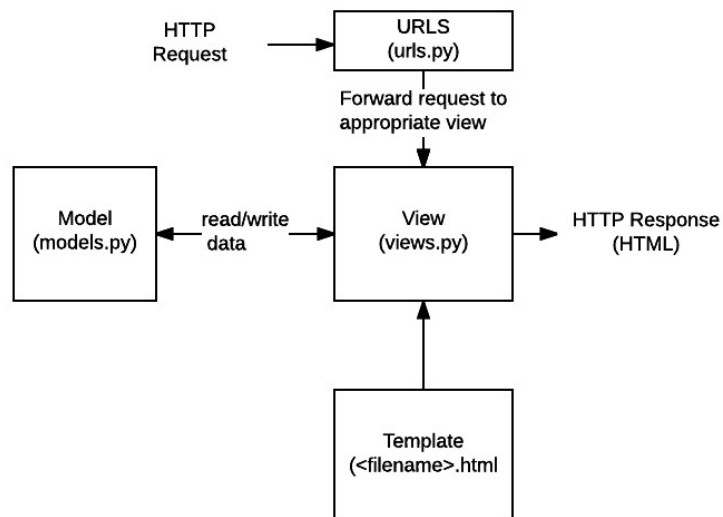 HTTP
Request
URLS
(urls.py)
Forward request to
appropriate view
Model
(models.py)
read/write
data
View
(views.py)
HTTP Response
(HTML)
Template
(<filename>.html